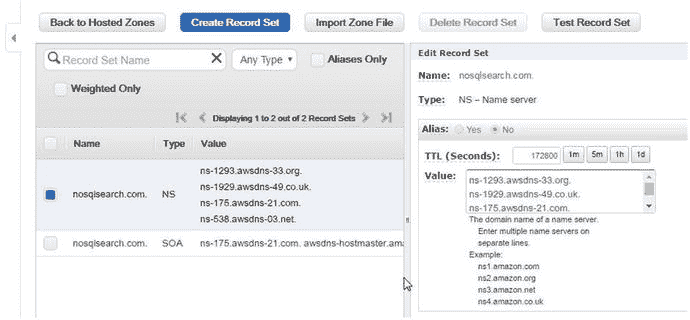 Back to Hosted Zones Create Record Set Import Zone File Delete Record Set Test Record Set
Record Set Name Any Type Aliases Only
Weighted Only
Displaying 1 to 2 out of 2 Record Sets
Name Type Value
nosqlsearch.com. NS
ns-1293.awsdns-33.org.
ns-1929.awsdns-49.co.uk.
ns-175.awsdns-21.com.
ns-538.awsdns-03.net.
nosqlsearch.com. SOA ns-175.awsdns-21.com. awsdns-hostmaster.ama
Edit Record Set
Name: nosqlsearch.com.
Type: NS – Name server
Alias: Yes No
TTL (Seconds): 172800 1m 5m 1h 1d
Value: ns-1293.awsdns-33.org.
ns-1929.awsdns-49.co.uk.
ns-175.awsdns-21.com.
The domain name of a name server.
Enter multiple name servers on
separate lines.
Example:
ns1.amazon.com
ns2.amazon.org
ns3.amazon.net
ns4.amazon.co.uk